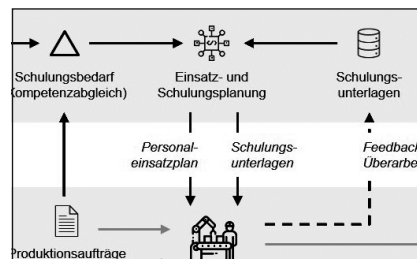 Schulungsbedarf
Kompetenzabgleich)
Einsatz- und
Schulungsplanung
Schulungs-
unterlagen
Personal-
einsatzplan
Schulungs-
unterlagen
Feedback
Überarbe
Produktionsaufträge